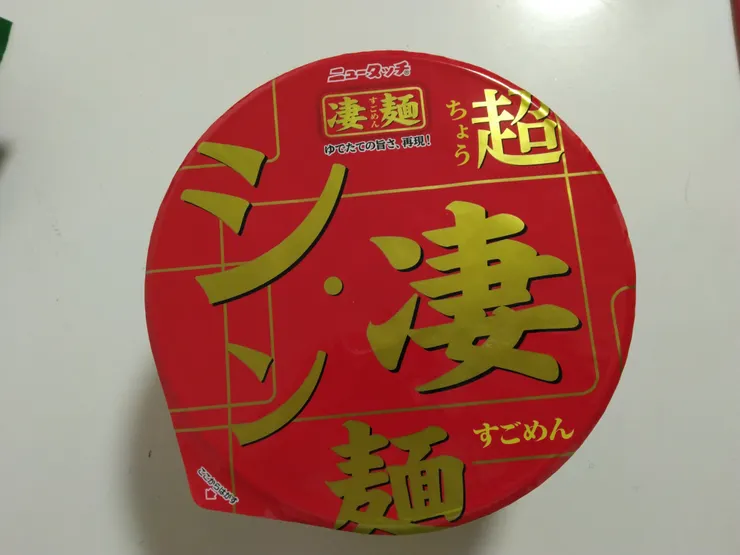 ニュータッチ®
凄麺
すごめん
ゆでたての旨さ、再現!
超
ちょう
シン・
凄麺
すごめん
ここからはがす